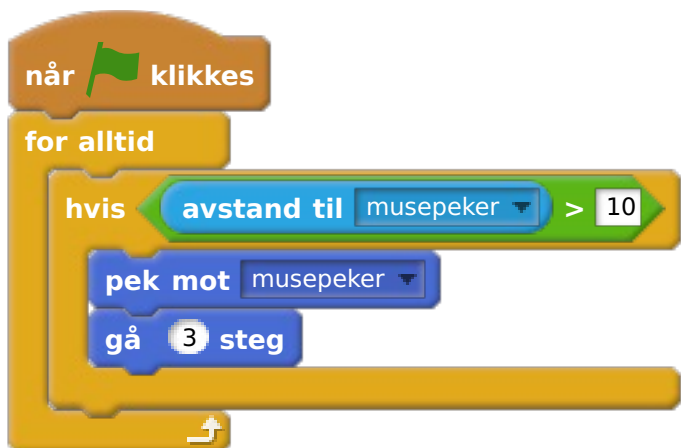 når klikkes
for alltid
hvis avstand til musepeker > 10
pek mot musepeker
gå 3 steg